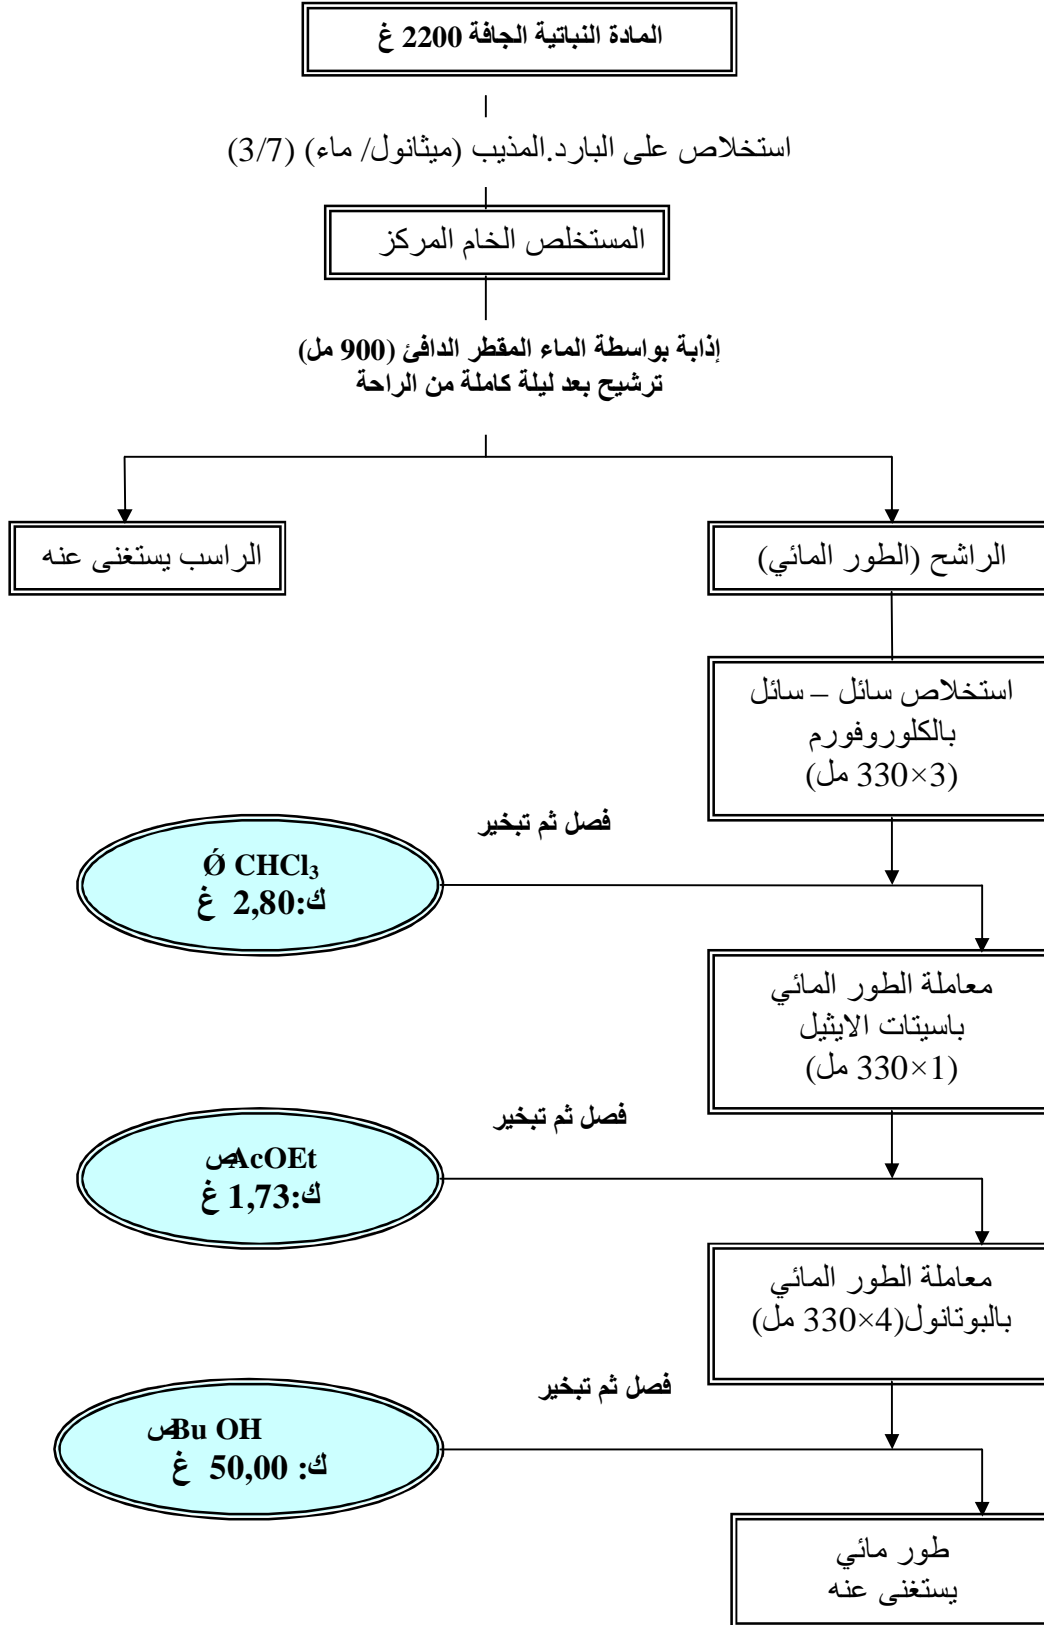 المادة النباتية الجافة 2200 غ
استخلاص على البارد.المذيب (ميثانول/ ماء) (3/7)
المستخلص الخام المركز
إذابة بواسطة الماء المقطر الدافئ (900 مل)
ترشيح بعد ليلة كاملة من الراحة
الراشح (الطور المائي)
الراسب يستغنى عنه
استخلاص سائل – سائل
بالكلوروفورم
(3×330 مل)
فصل ثم تبخير
Ǿ CHCl₃
ك:2,80 غ
معاملة الطور المائي
باسيتات الايثيل
(1×330 مل)
فصل ثم تبخير
صAcOEt
ك:1,73 غ
معاملة الطور المائي
بالبوتانول(4×330 مل)
فصل ثم تبخير
صBu OH
ك: 50,00 غ
طور مائي
يستغنى عنه